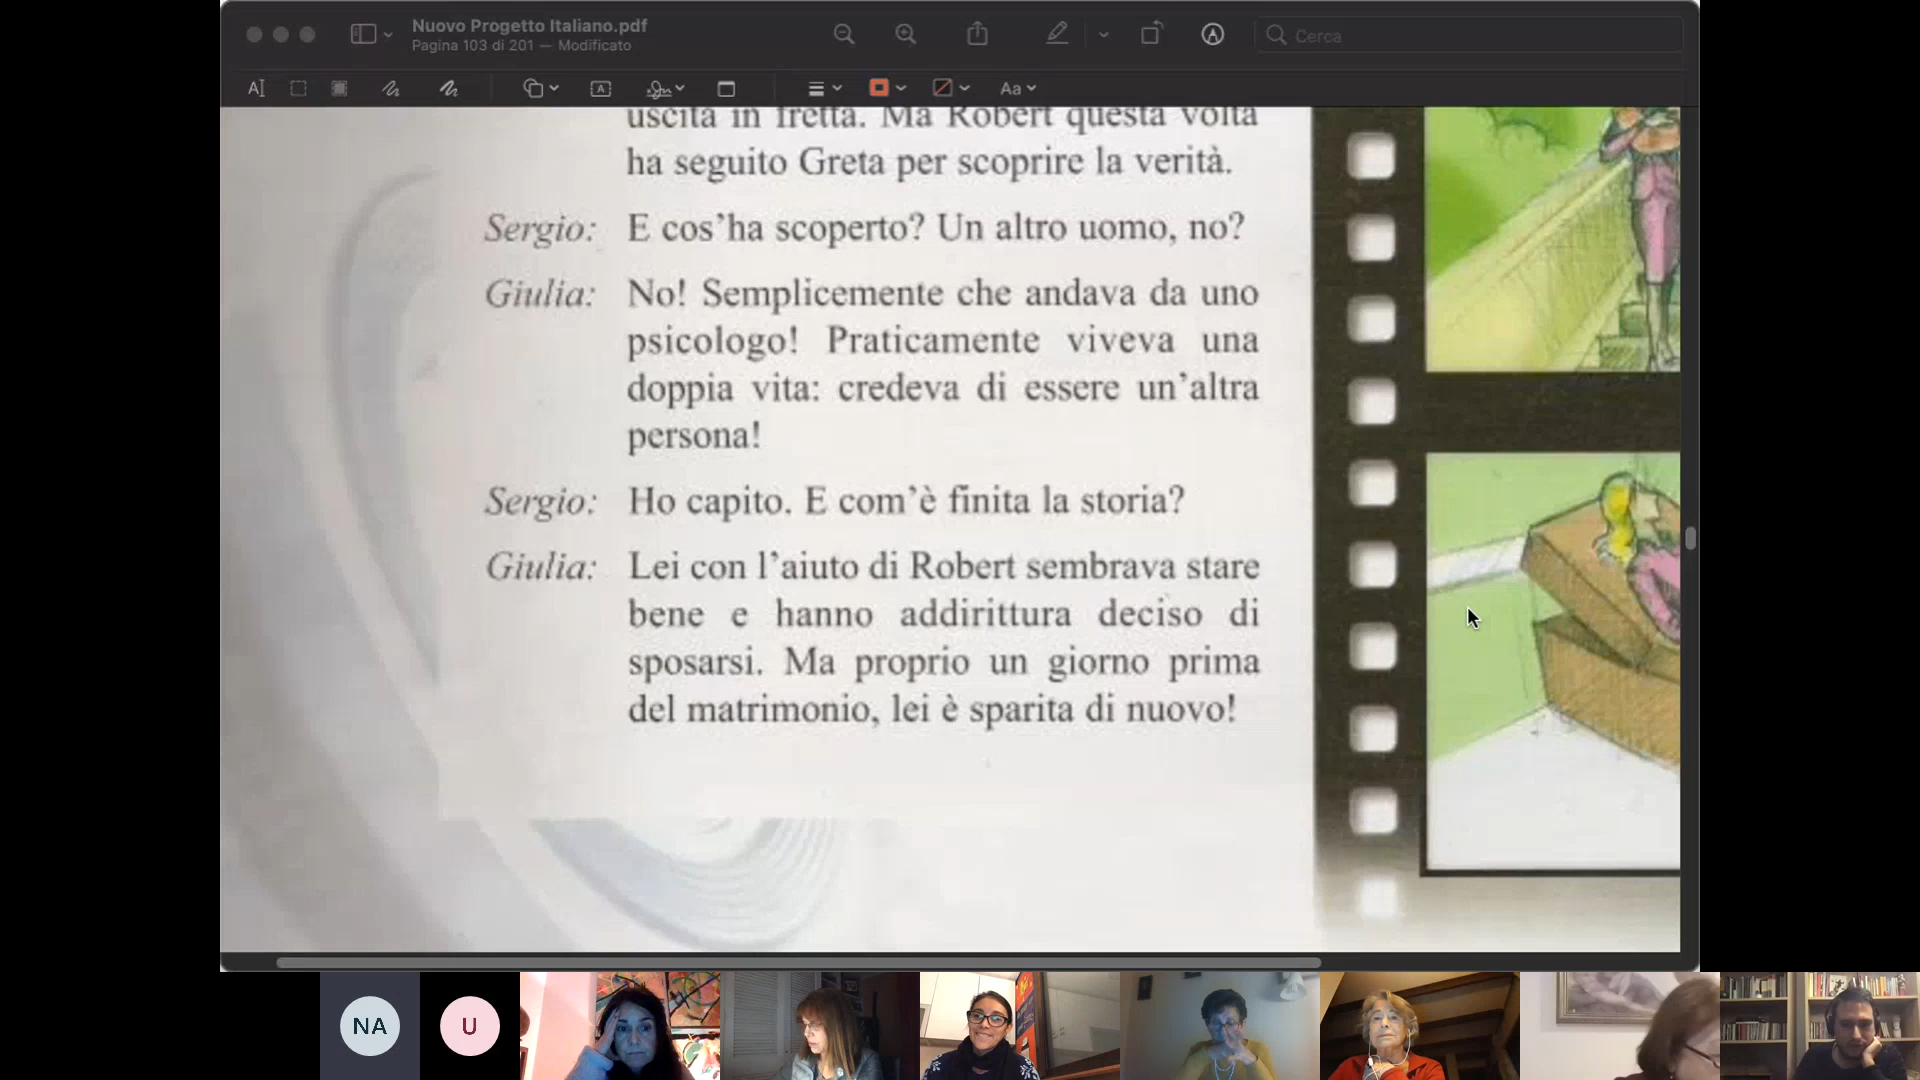 Nuovo Progetto Italiano.pdf
Pagina 103 di 201 — Modificato
Cerca
A
A
Aa
uscita in fretta. Ma Robert questa volta
ha seguito Greta per scoprire la verità.
Sergio: E cos'ha scoperto? Un altro uomo, no?
Giulia: No! Semplicemente che andava da uno
psicologo! Praticamente viveva una
doppia vita: credeva di essere un'altra
persona!
Sergio: Ho capito. E com'è finita la storia?
Giulia: Lei con l'aiuto di Robert sembrava stare
bene e hanno addirittura deciso di
sposarsi. Ma proprio un giorno prima
del matrimonio, lei è sparita di nuovo!
NA
U